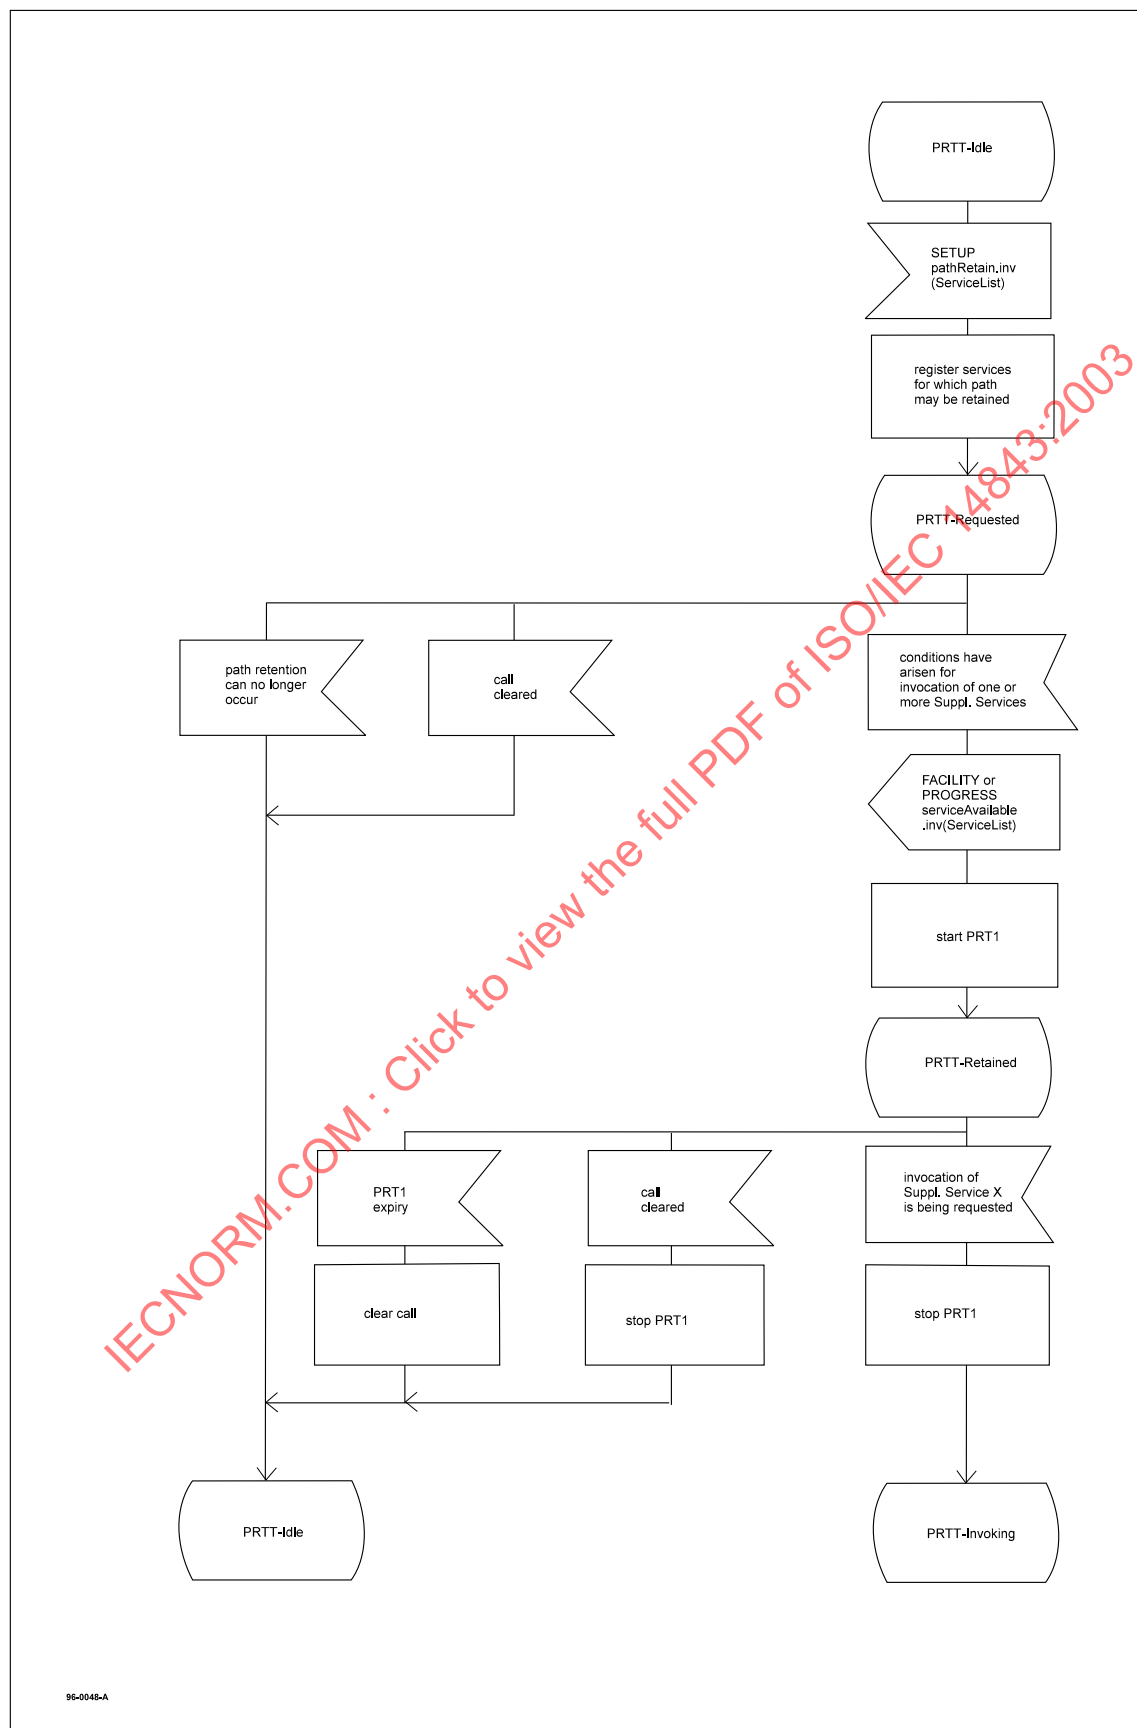 PRTT-Idle
SETUP
pathRetain.inv
(ServiceList)
register services
for which path
may be retained
PRTT-Requested
path retention
can no longer
occur
call
cleared
conditions have
arisen for
invocation of one or
more Suppl. Services
FACILITY or
PROGRESS
serviceAvailable
.inv(ServiceList)
start PRT1
PRTT-Retained
PRT1
expiry
call
cleared
invocation of
Suppl. Service X
is being requested
clear call
stop PRT1
stop PRT1
PRTT-Idle
PRTT-Invoking
96-0048-A
IECNORM.COM : Click to view the full PDF of ISO/IEC 14843:2003